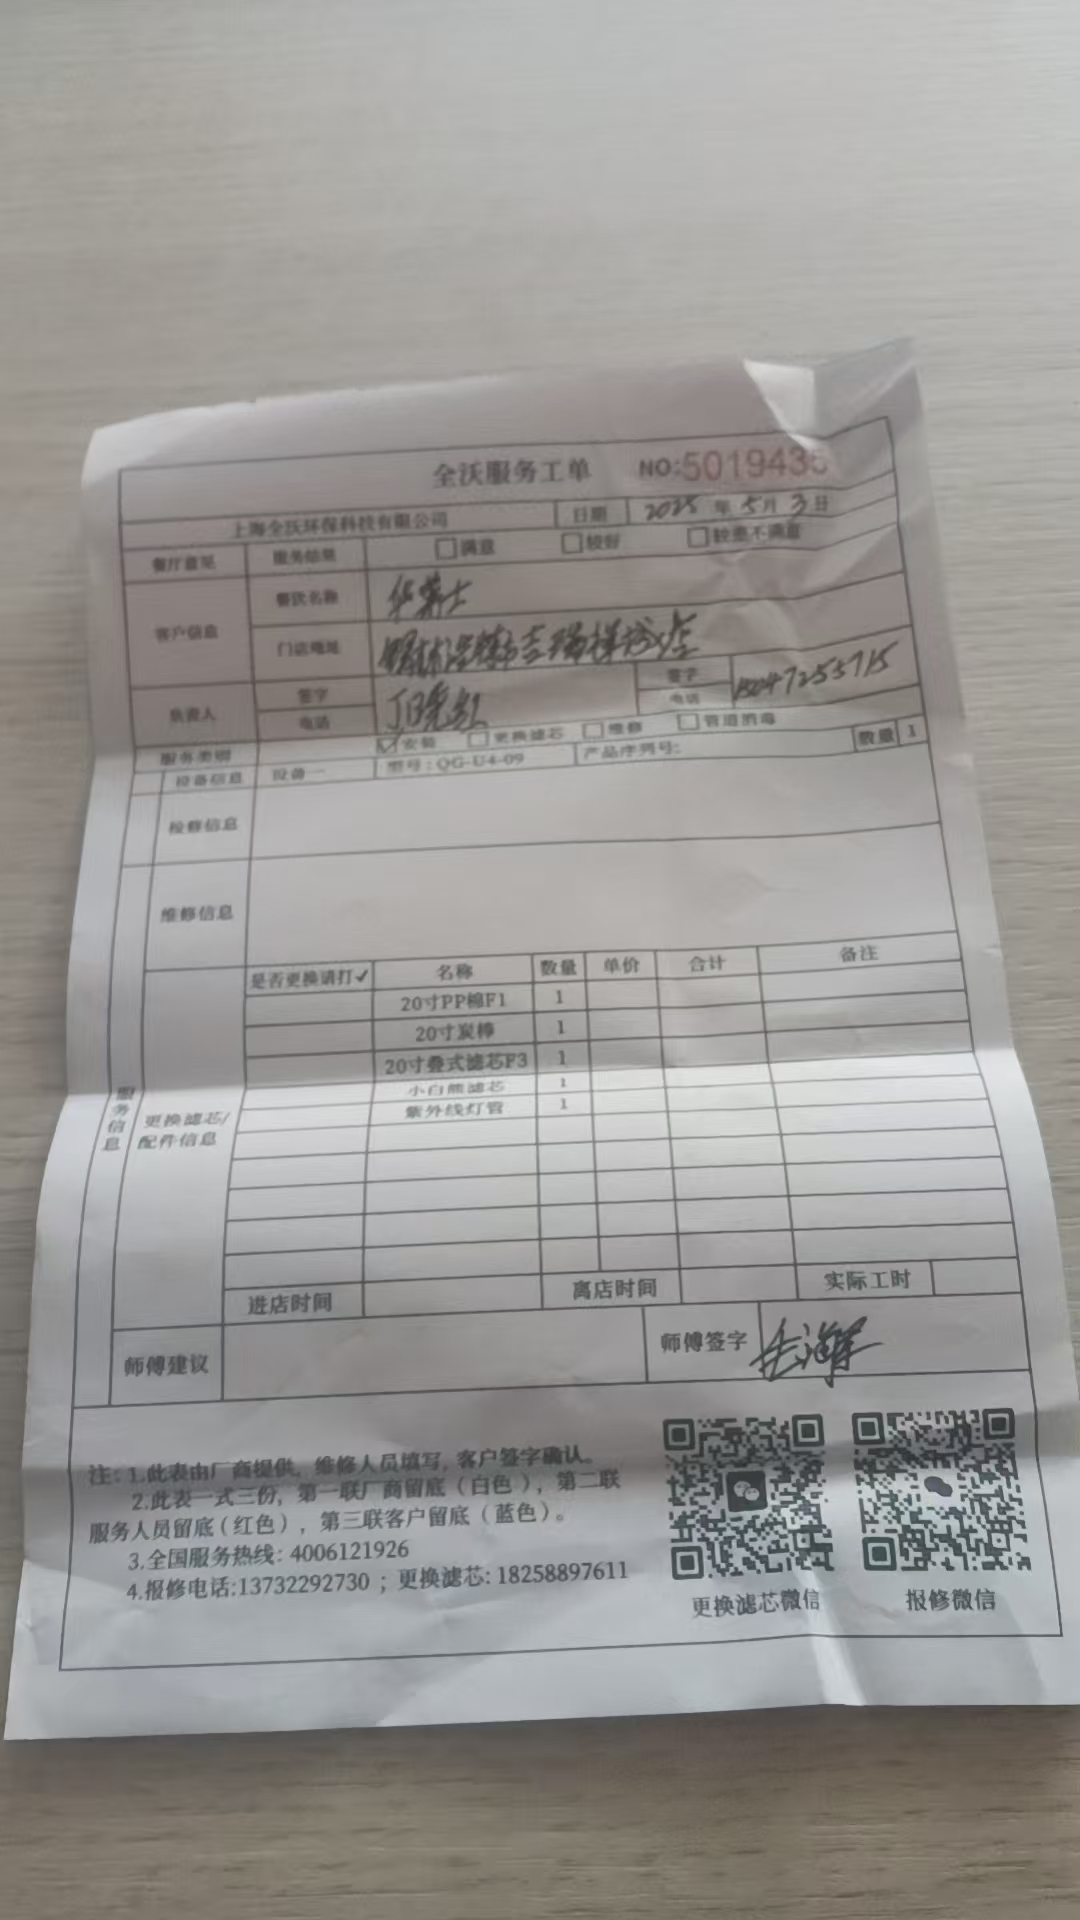 全沃服务工单 NO:5019435
上海全沃环保科技有限公司 日期 2025 年 5 月 3 日
餐厅意见 服务结果 满意 较好 较差不满意
客户信息 餐饮名称 华莱士
门店地址
负责人 签字 签字
电话 电话 15047255715
服务类别 ✓安装 更换滤芯 维修 管道消毒
设备信息 设备一 型号:QG-U4-09 产品序列号: 数量 1
检修信息
维修信息
服务信息
更换滤芯/
配件信息
是否更换请打✓ 名称 数量 单价 合计 备注
20寸PP棉F1 1
20寸炭棒 1
20寸叠式滤芯F3 1
小白熊滤芯 1
紫外线灯管 1
进店时间 离店时间 实际工时
师傅建议 师傅签字
注:1.此表由厂商提供,维修人员填写,客户签字确认。
2.此表一式三份,第一联厂商留底(白色),第二联
服务人员留底(红色),第三联客户留底(蓝色)。
3.全国服务热线:4006121926
4.报修电话:13732292730;更换滤芯:18258897611
更换滤芯微信 报修微信